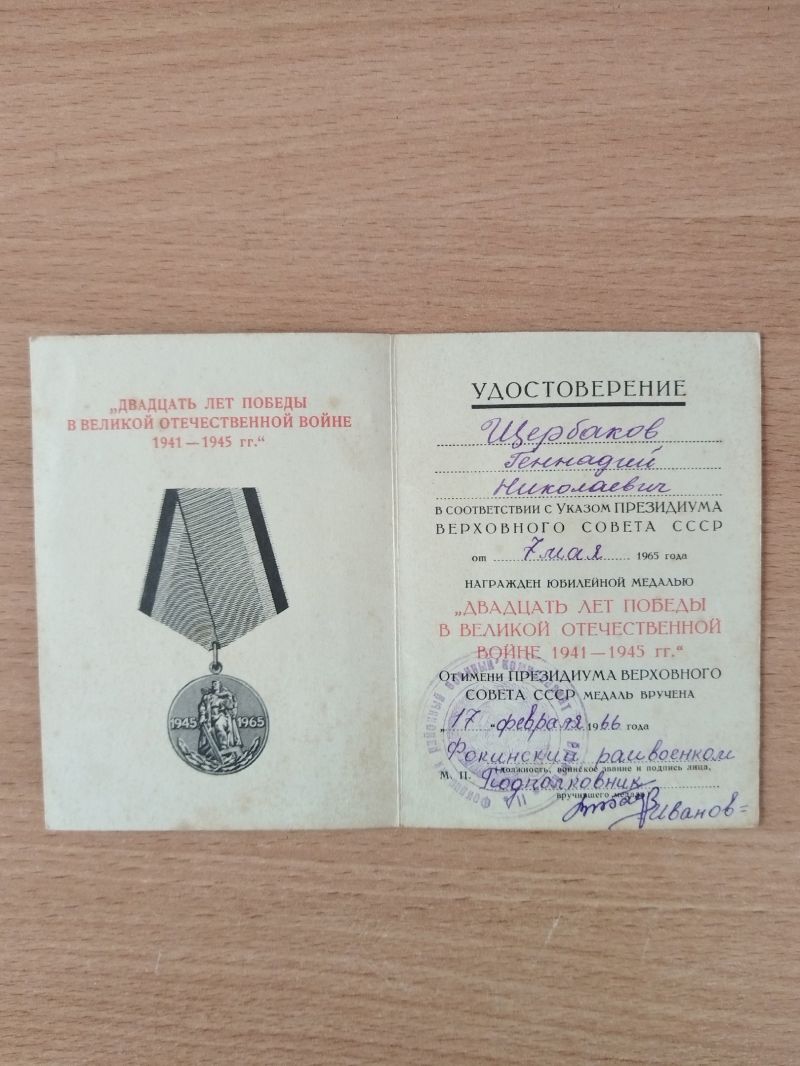 „ДВАДЦАТЬ ЛЕТ ПОБЕДЫ
В ВЕЛИКОЙ ОТЕЧЕСТВЕННОЙ ВОЙНЕ
1941—1945 гг.“
1945 1965
УДОСТОВЕРЕНИЕ
Щербаков
Геннадий
Николаевич
В СООТВЕТСТВИИ С УКАЗОМ ПРЕЗИДИУМА
ВЕРХОВНОГО СОВЕТА СССР
от 7 мая 1965 года
НАГРАЖДЕН ЮБИЛЕЙНОЙ МЕДАЛЬЮ
„ДВАДЦАТЬ ЛЕТ ПОБЕДЫ
В ВЕЛИКОЙ ОТЕЧЕСТВЕННОЙ
ВОЙНЕ 1941—1945 гг.“
ОТ ИМЕНИ ПРЕЗИДИУМА ВЕРХОВНОГО
СОВЕТА СССР МЕДАЛЬ ВРУЧЕНА
„17“ февраля 1966 года
Фокинский райвоенком
(должность, воинское звание и подпись лица,
М. П. Подполковник
вручившего медаль)
Иванов
РАЙОННЫЙ ВОЕННЫЙ КОМИССАРИАТ